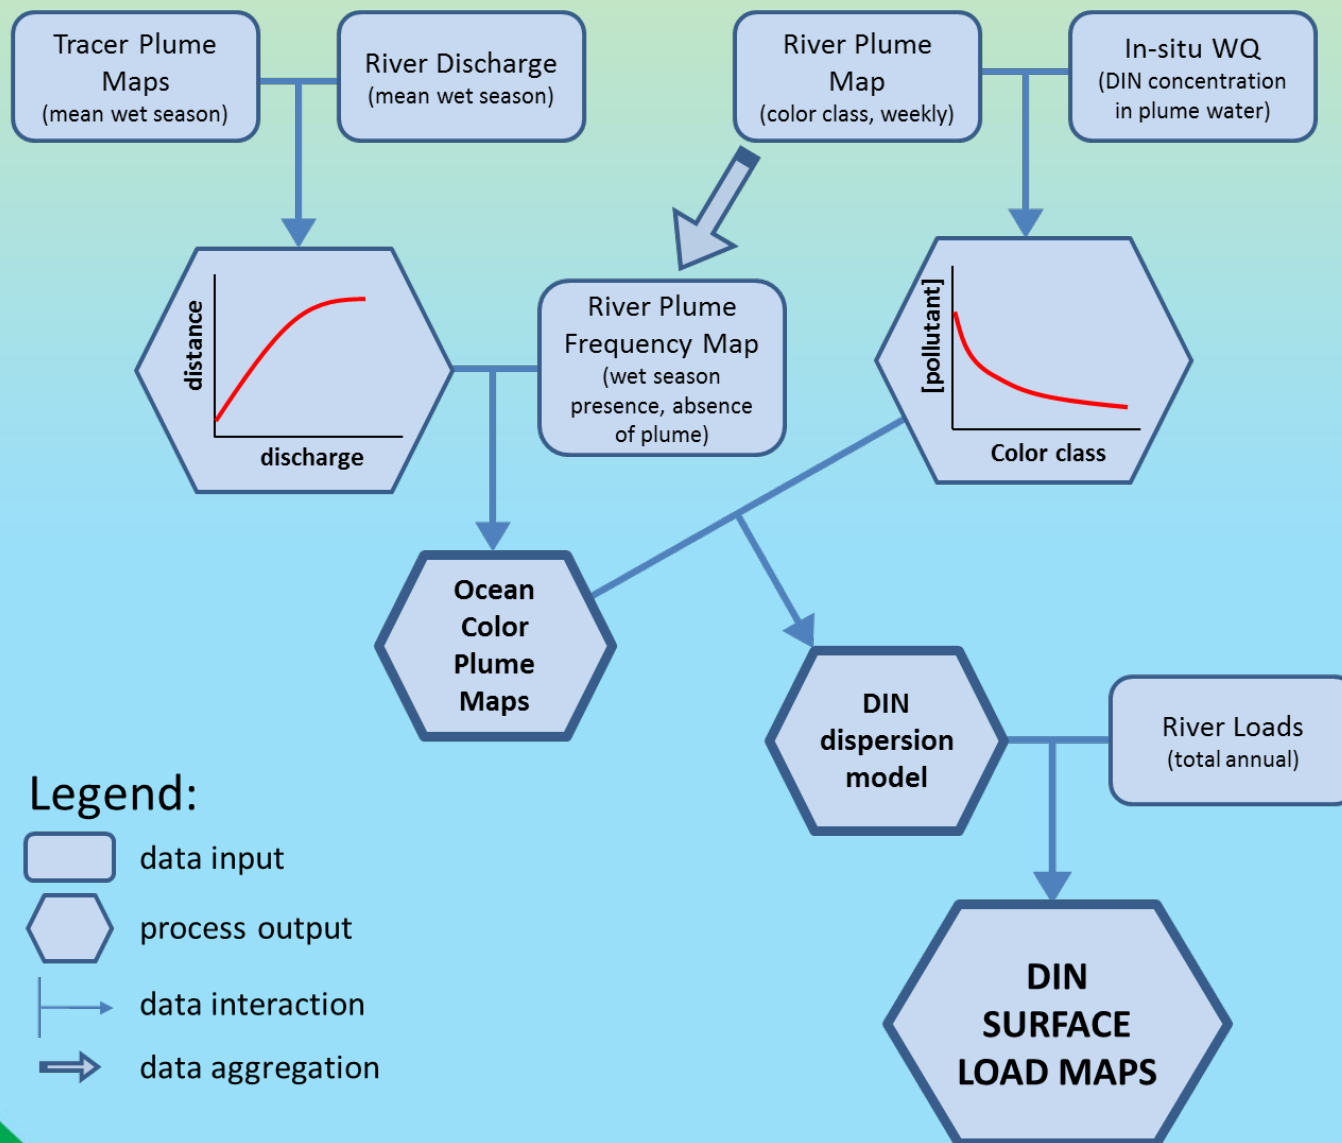 Tracer Plume
Maps
(mean wet season)
River Discharge
(mean wet season)
River Plume
Map
(color class, weekly)
In-situ WQ
(DIN concentration
in plume water)
distance
discharge
River Plume
Frequency Map
(wet season
presence, absence
of plume)
[pollutant]
Color class
Ocean
Color
Plume
Maps
DIN
dispersion
model
River Loads
(total annual)
DIN
SURFACE
LOAD MAPS
Legend:
data input
process output
data interaction
data aggregation